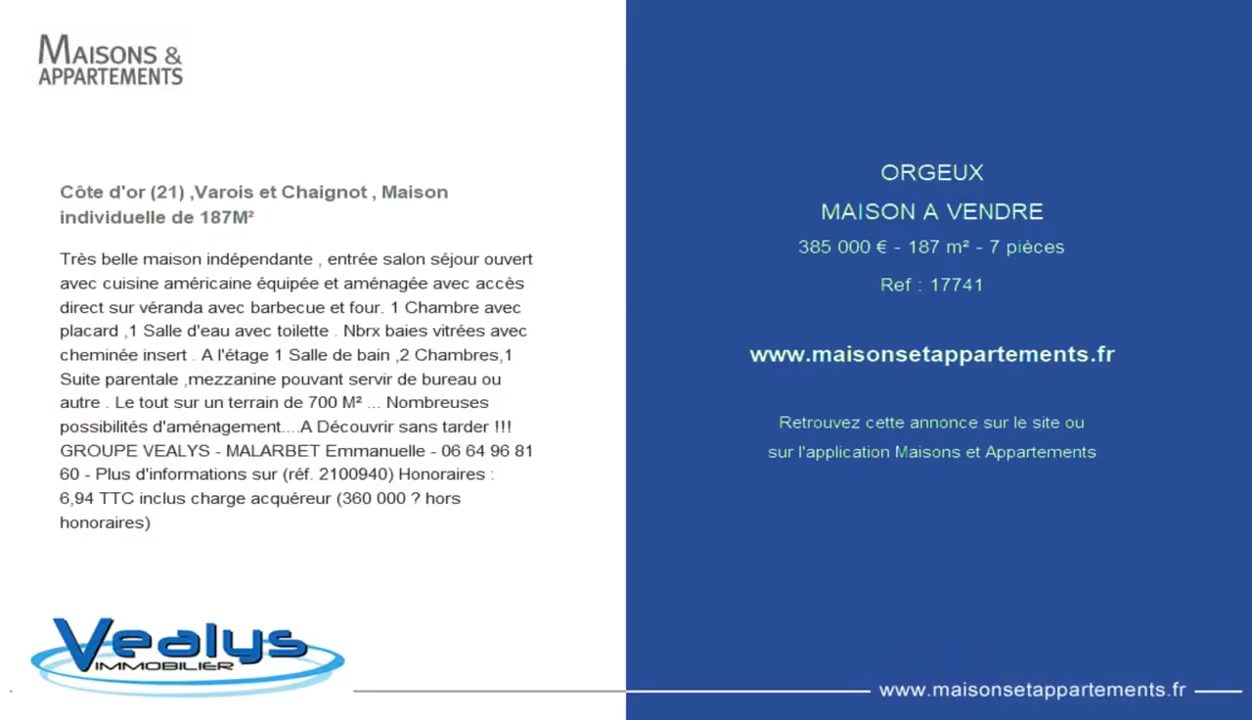 MAISONS &
APPARTEMENTS
Côte d'or (21) ,Varois et Chaignot , Maison
individuelle de 187M²
Très belle maison indépendante , entrée salon séjour ouvert
avec cuisine américaine équipée et aménagée avec accès
direct sur véranda avec barbecue et four. 1 Chambre avec
placard ,1 Salle d'eau avec toilette . Nbrx baies vitrées avec
cheminée insert . A l'étage 1 Salle de bain ,2 Chambres,1
Suite parentale ,mezzanine pouvant servir de bureau ou
autre . Le tout sur un terrain de 700 M² ... Nombreuses
possibilités d'aménagement....A Découvrir sans tarder !!!
GROUPE VEALYS - MALARBET Emmanuelle - 06 64 96 81
60 - Plus d'informations sur (réf. 2100940) Honoraires :
6,94 TTC inclus charge acquéreur (360 000 ? hors
honoraires)
Vealys
IMMOBILIER
ORGEUX
MAISON A VENDRE
385 000 € - 187 m² - 7 pièces
Ref : 17741
www.maisonsetappartements.fr
Retrouvez cette annonce sur le site ou
sur l'application Maisons et Appartements
www.maisonsetappartements.fr